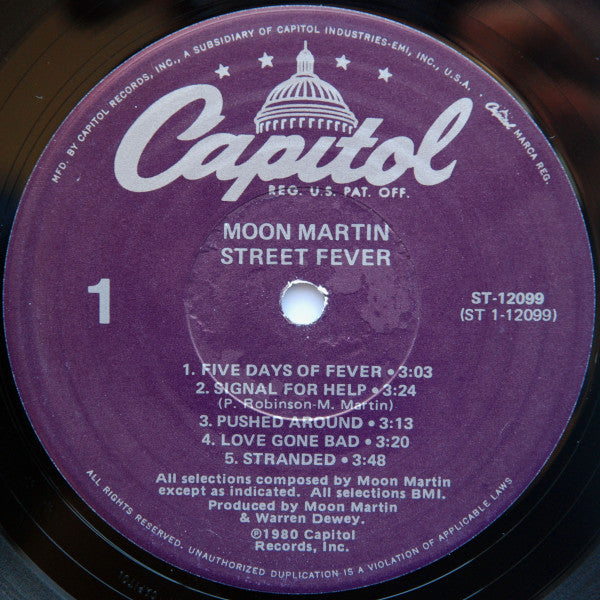 MFD. BY CAPITOL RECORDS, INC., A SUBSIDIARY OF CAPITOL INDUSTRIES-EMI, INC., U.S.A. • Capitol MARCA REG.
Capitol
REG. U.S. PAT. OFF.
MOON MARTIN
STREET FEVER
1
ST-12099
(ST 1-12099)
1. FIVE DAYS OF FEVER • 3:03
2. SIGNAL FOR HELP • 3:24
(P. Robinson-M. Martin)
3. PUSHED AROUND • 3:13
4. LOVE GONE BAD • 3:20
5. STRANDED • 3:48
All selections composed by Moon Martin
except as indicated. All selections BMI.
Produced by Moon Martin
& Warren Dewey.
℗1980 Capitol
Records, Inc.
ALL RIGHTS RESERVED. UNAUTHORIZED DUPLICATION IS A VIOLATION OF APPLICABLE LAWS